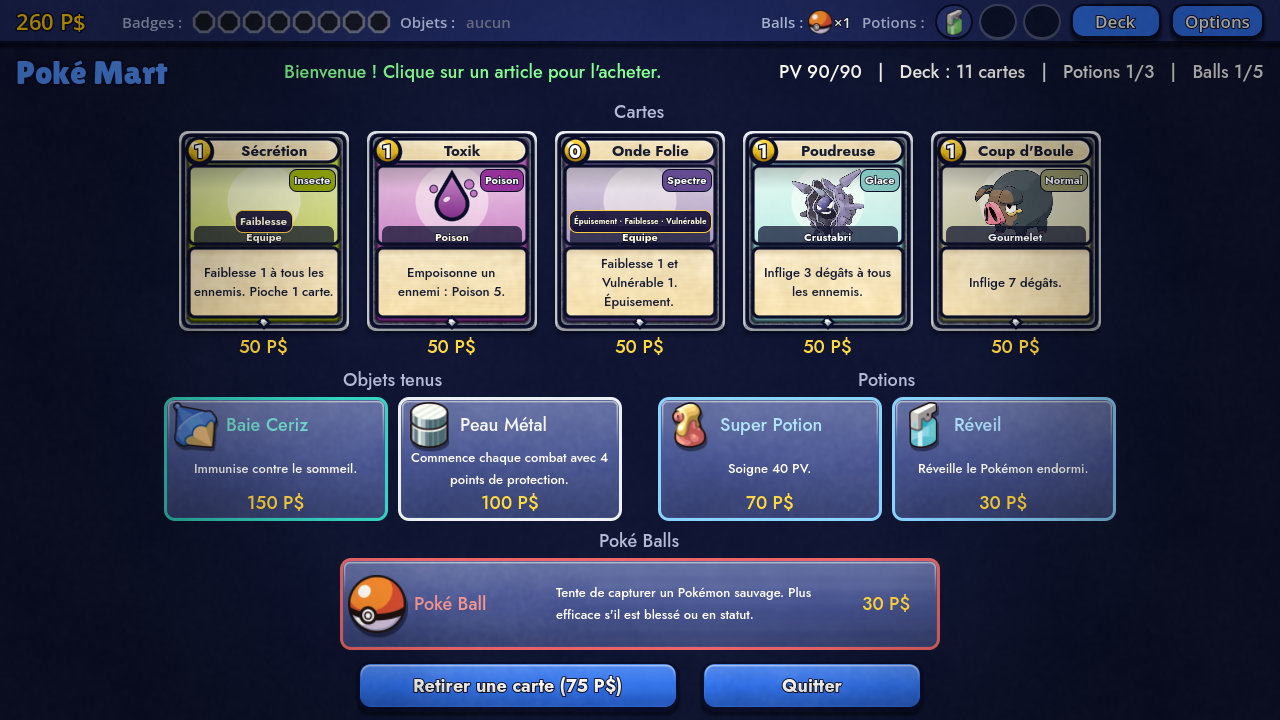 260 P$
Badges :
Objets : aucun
Balls : ×1
Potions :
Deck
Options
Poké Mart
Bienvenue ! Clique sur un article pour l'acheter.
PV 90/90 | Deck : 11 cartes | Potions 1/3 | Balls 1/5
Cartes
1 Sécrétion
Insecte
Faiblesse
Equipe
Faiblesse 1 à tous les
ennemis. Pioche 1 carte.
50 P$
1 Toxik
Poison
Poison
Empoisonne un
ennemi : Poison 5.
50 P$
0 Onde Folie
Spectre
Épuisement · Faiblesse · Vulnérable
Equipe
Faiblesse 1 et
Vulnérable 1.
Épuisement.
50 P$
1 Poudreuse
Glace
Crustabri
Inflige 3 dégâts à tous
les ennemis.
50 P$
1 Coup d'Boule
Normal
Gourmelet
Inflige 7 dégâts.
50 P$
Objets tenus
Baie Ceriz
Immunise contre le sommeil.
150 P$
Peau Métal
Commence chaque combat avec 4
points de protection.
100 P$
Potions
Super Potion
Soigne 40 PV.
70 P$
Réveil
Réveille le Pokémon endormi.
30 P$
Poké Balls
Poké Ball
Tente de capturer un Pokémon sauvage. Plus
efficace s'il est blessé ou en statut.
30 P$
Retirer une carte (75 P$)
Quitter